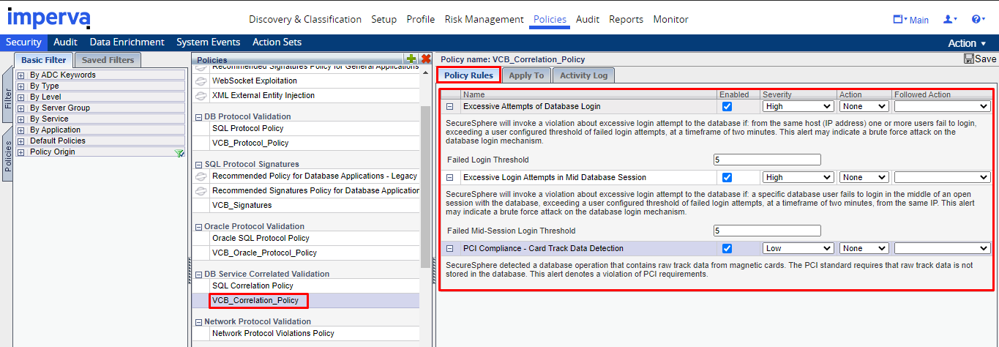 imperva
Discovery & Classification Setup Profile Risk Management Policies Audit Reports Monitor
Main
Security Audit Data Enrichment System Events Action Sets
Action
Filter
Policies
Basic Filter Saved Filters
By ADC Keywords
By Type
By Level
By Server Group
By Service
By Application
Default Policies
Policy Origin
Policies
Recommended Signatures Policy for General Applications
WebSocket Exploitation
XML External Entity Injection
DB Protocol Validation
SQL Protocol Policy
VCB_Protocol_Policy
SQL Protocol Signatures
Recommended Policy for Database Applications - Legacy
Recommended Signatures Policy for Database Application
VCB_Signatures
Oracle Protocol Validation
Oracle SQL Protocol Policy
VCB_Oracle_Protocol_Policy
DB Service Correlated Validation
SQL Correlation Policy
VCB_Correlation_Policy
Network Protocol Validation
Network Protocol Violations Policy
Policy name: VCB_Correlation_Policy
Save
Policy Rules Apply To Activity Log
Name Enabled Severity Action Followed Action
Excessive Attempts of Database Login High None
SecureSphere will invoke a violation about excessive login attempt to the database if: from the same host (IP address) one or more users fail to login,
exceeding a user configured threshold of failed login attempts, at a timeframe of two minutes. This alert may indicate a brute force attack on the
database login mechanism.
Failed Login Threshold 5
Excessive Login Attempts in Mid Database Session High None
SecureSphere will invoke a violation about excessive login attempt to the database if: a specific database user fails to login in the middle of an open
session with the database, exceeding a user configured threshold of failed login attempts, at a timeframe of two minutes, from the same IP. This alert
may indicate a brute force attack on the database login mechanism.
Failed Mid-Session Login Threshold 5
PCI Compliance - Card Track Data Detection Low None
SecureSphere detected a database operation that contains raw track data from magnetic cards. The PCI standard requires that raw track data is not
stored in the database. This alert denotes a violation of PCI requirements.